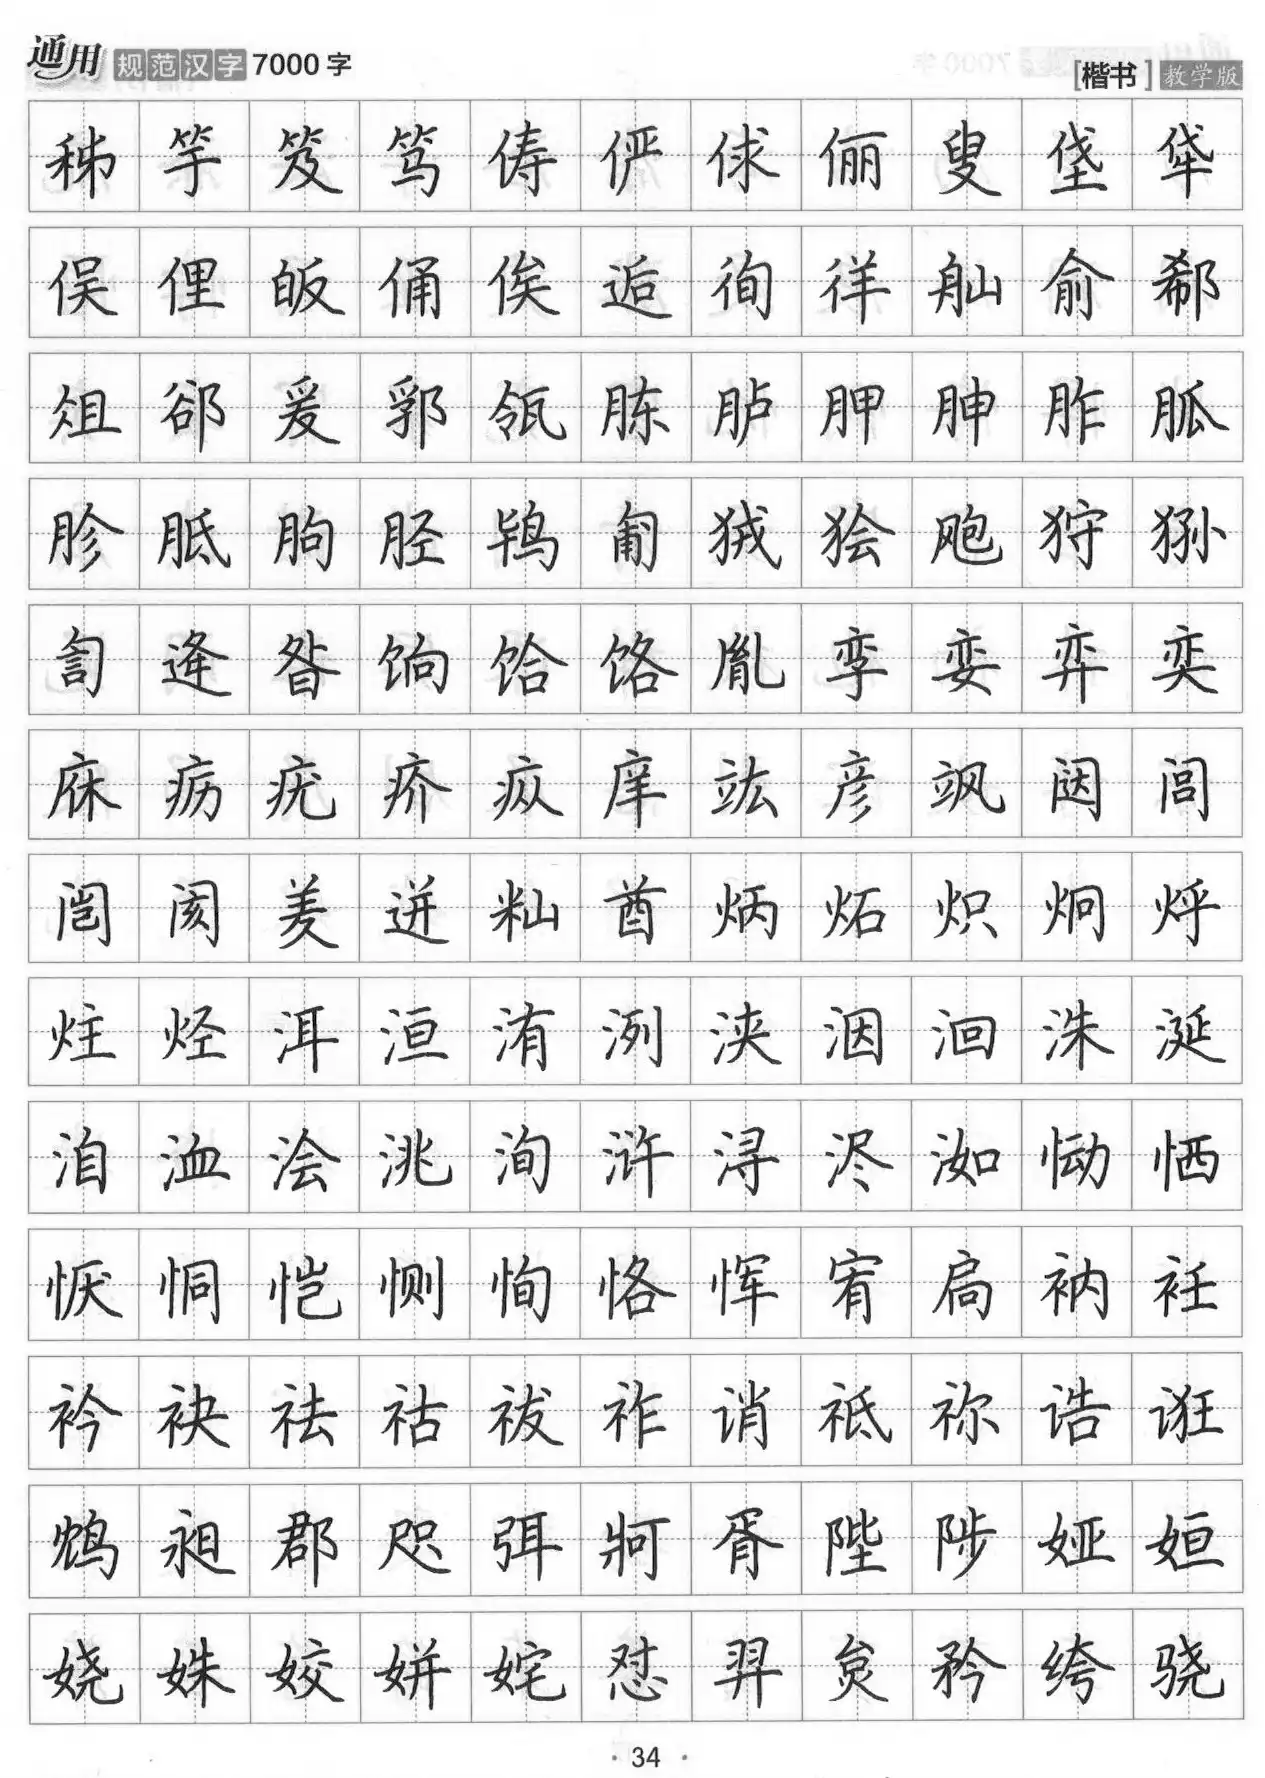 通用 规范汉字 7000 字
[楷书] 教学版
秭 竽 笈 笃 俦 俨 俅 俪 叟 垡 牮
俣 俚 皈 俑 俟 逅 徇 徉 舢 俞 郗
俎 郤 爰 郛 瓴 胨 胪 胛 胂 胙 胍
胗 胝 朐 胫 鸨 匍 狨 狯 飑 狩 狲
訇 逄 昝 饷 饸 饹 胤 孪 娈 弈 奕
庥 疬 疣 疥 疭 庠 竑 彦 飒 闼 闾
闿 阂 羑 迸 籼 酋 炳 炻 炽 炯 烀
炷 烃 洱 洹 洧 洌 浃 洇 洄 洙 涎
洎 洫 浍 洮 洵 浒 浔 浕 洳 恸 恓
恹 恫 恺 恻 恂 恪 恽 宥 扃 衲 衽
衿 袂 祛 祜 祓 祚 诮 祗 祢 诰 诳
鸩 昶 郡 咫 弭 牁 胥 陛 陟 娅 姮
娆 姝 姣 姘 姹 怼 羿 炱 矜 绔 骁
· 34 ·